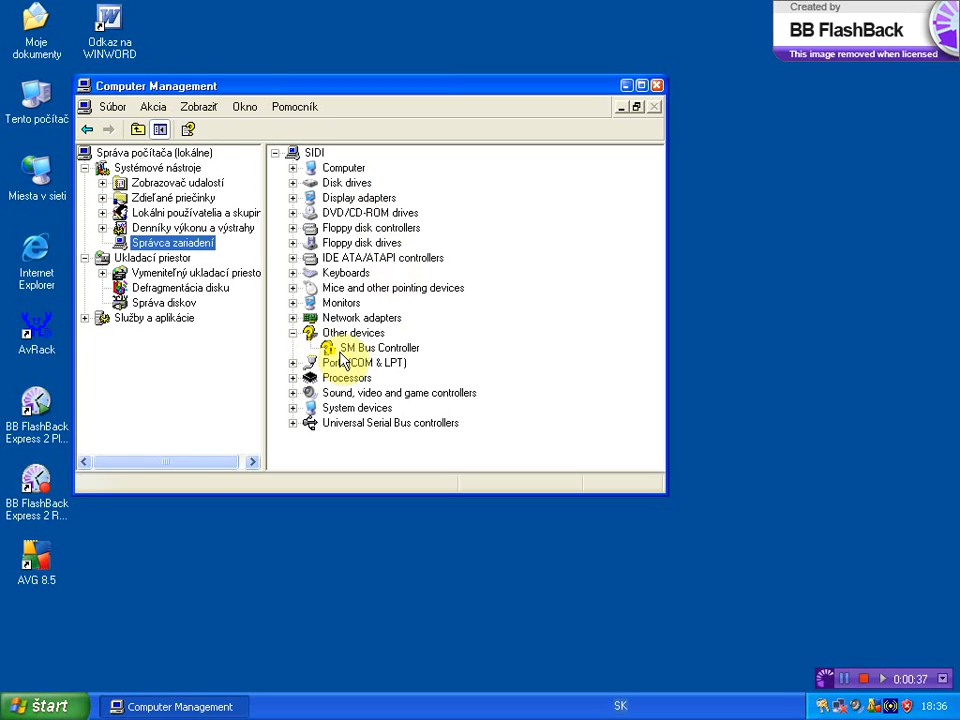 Created by
BB FlashBack
This image removed when licensed
Moje
dokumenty
Odkaz na
WINWORD
Tento počítač
Miesta v sieti
Internet
Explorer
AvRack
BB FlashBack
Express 2 Pl...
BB FlashBack
Express 2 R...
AVG 8.5
Computer Management
Súbor Akcia Zobraziť Okno Pomocník
Správa počítača (lokálne)
Systémové nástroje
Zobrazovač udalostí
Zdieľané priečinky
Lokálni používatelia a skupin
Denníky výkonu a výstrahy
Správca zariadení
Ukladací priestor
Vymeniteľný ukladací priesto
Defragmentácia disku
Správa diskov
Služby a aplikácie
SIDI
Computer
Disk drives
Display adapters
DVD/CD-ROM drives
Floppy disk controllers
Floppy disk drives
IDE ATA/ATAPI controllers
Keyboards
Mice and other pointing devices
Monitors
Network adapters
Other devices
SM Bus Controller
Ports (COM & LPT)
Processors
Sound, video and game controllers
System devices
Universal Serial Bus controllers
0:00:37
štart
Computer Management
SK
18:36